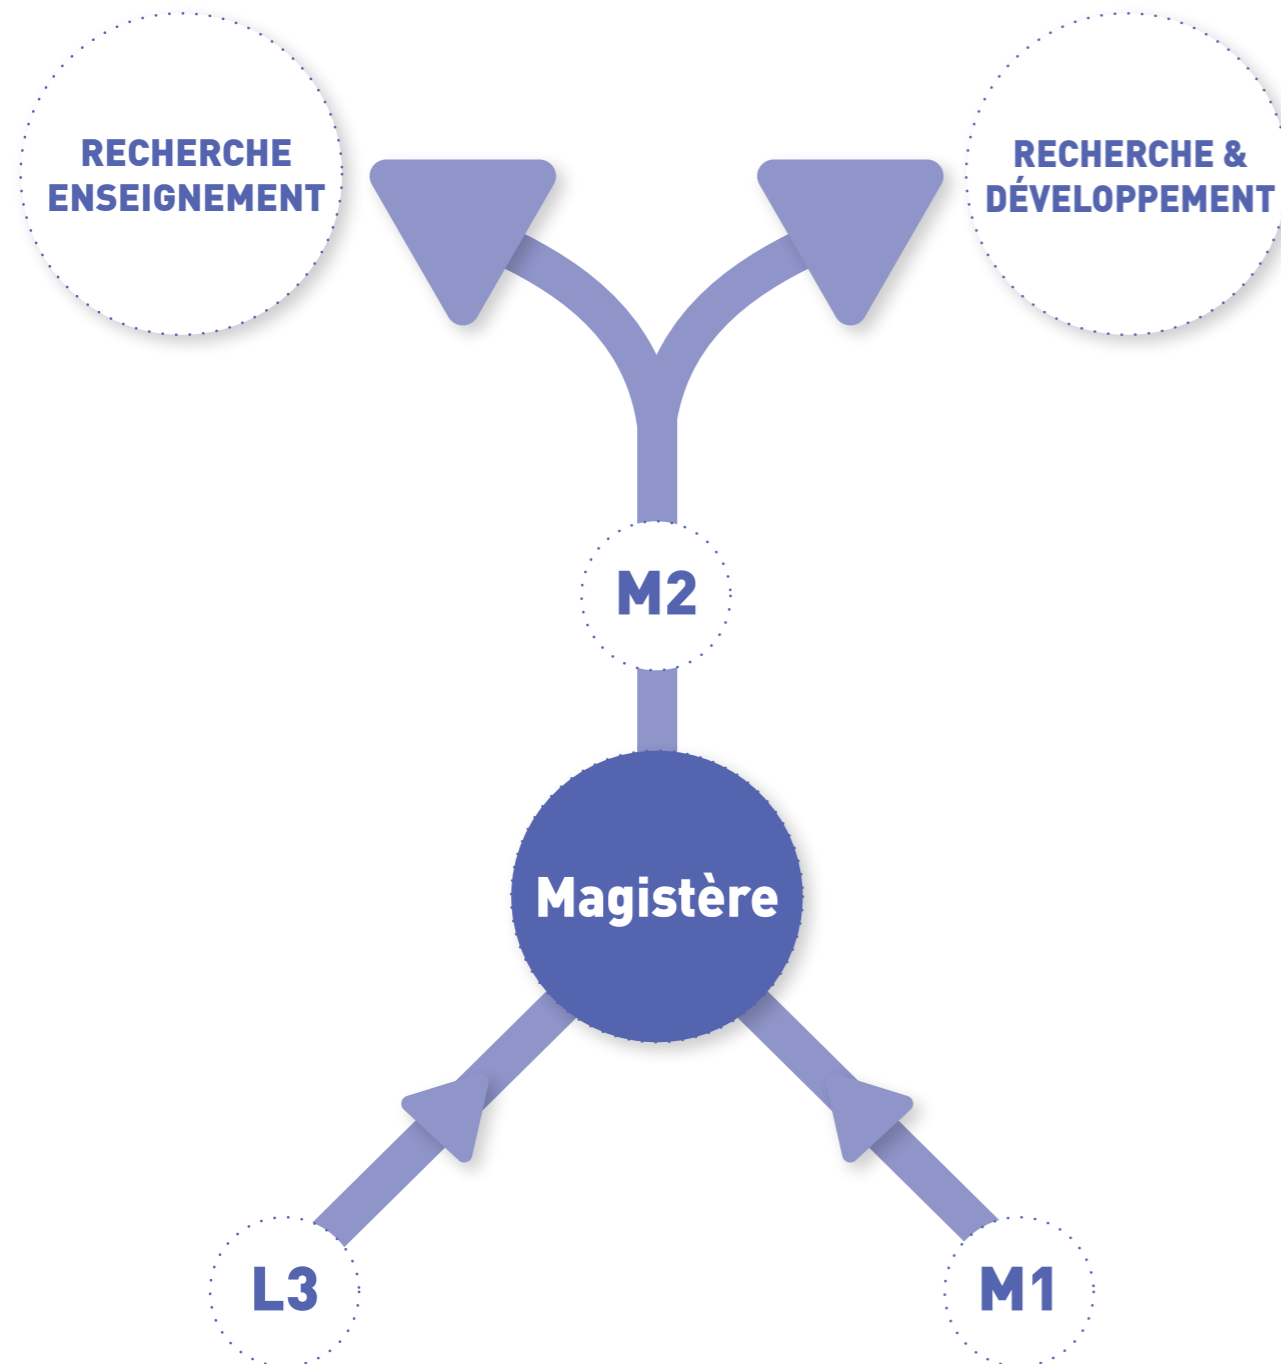 RECHERCHE
ENSEIGNEMENT
RECHERCHE &
DÉVELOPPEMENT
M2
Magistère
L3
M1